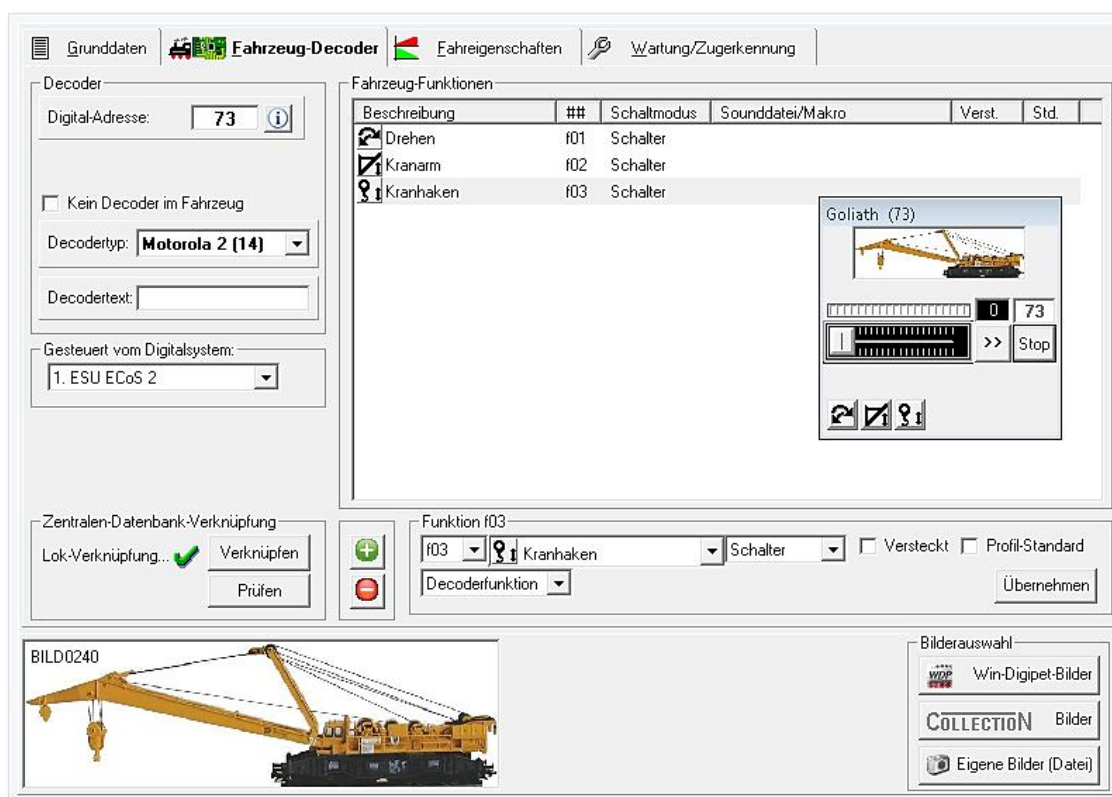 Grunddaten
Fahrzeug-Decoder
Fahreigenschaften
Wartung/Zugerkennung
Decoder
Digital-Adresse: 73
Kein Decoder im Fahrzeug
Decodertyp: Motorola 2 (14)
Decodertext:
Gesteuert vom Digitalsystem:
1. ESU ECoS 2
Fahrzeug-Funktionen
Beschreibung ## Schaltmodus Sounddatei/Makro Verst. Std.
Drehen f01 Schalter
Kranarm f02 Schalter
Kranhaken f03 Schalter
Goliath (73)
0 73
>> Stop
Zentralen-Datenbank-Verknüpfung
Lok-Verknüpfung... Verknüpfen
Prüfen
Funktion f03
f03 Kranhaken Schalter Versteckt Profil-Standard
Decoderfunktion Übernehmen
BILD0240
Bilderauswahl
WDP Win-Digipet-Bilder
COLLECTION Bilder
Eigene Bilder (Datei)